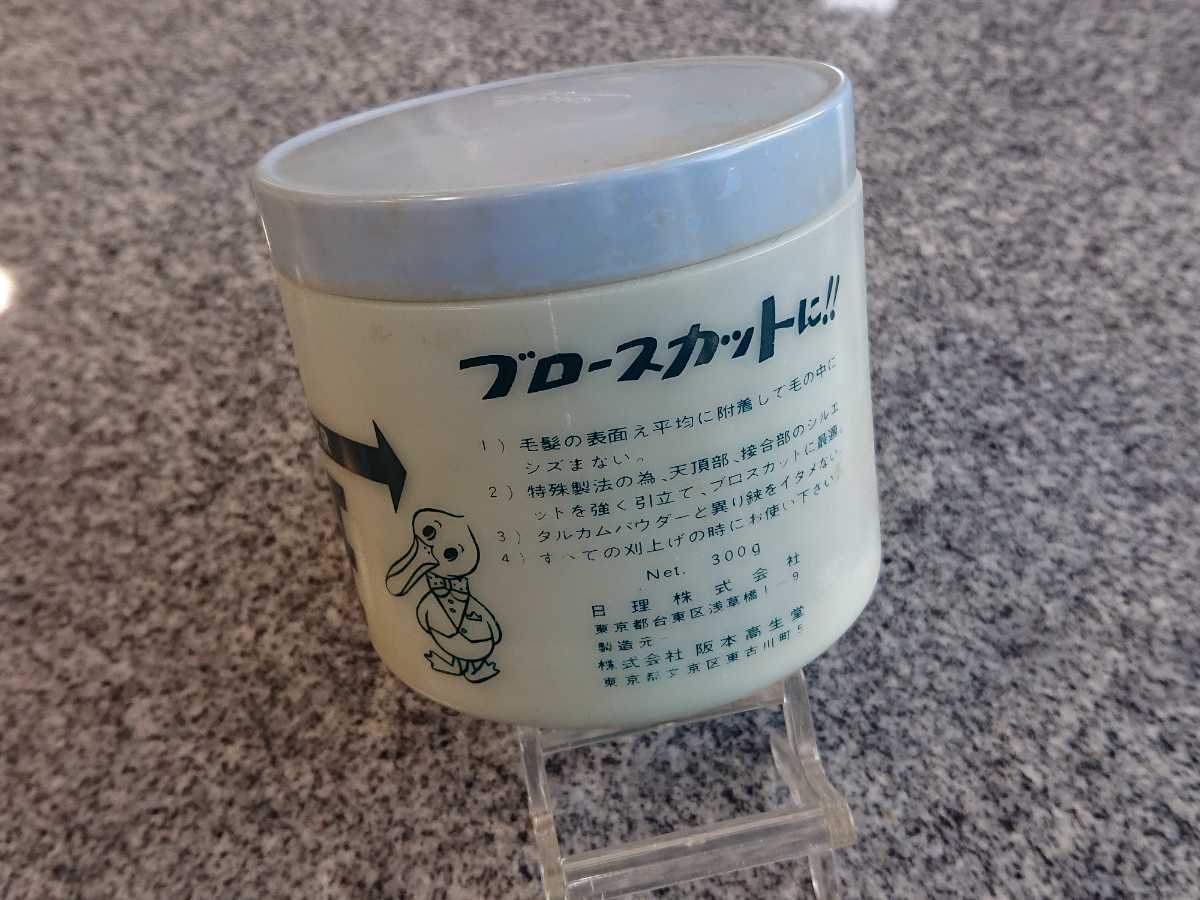 ブロースカットに!!
1) 毛髪の表面え平均に附着して毛の中に
シズまない。
2) 特殊製法の為、天頂部、接合部のシルエ
ットを強く引立て、ブロスカットに最適。
3) タルカムパウダーと異り鋏をイタメない。
4) すべての刈上げの時にお使い下さい。
Net. 300g
日理株式会社
東京都台東区浅草橋1-9
製造元
株式会社 阪本高生堂
東京都文京区東古川町5